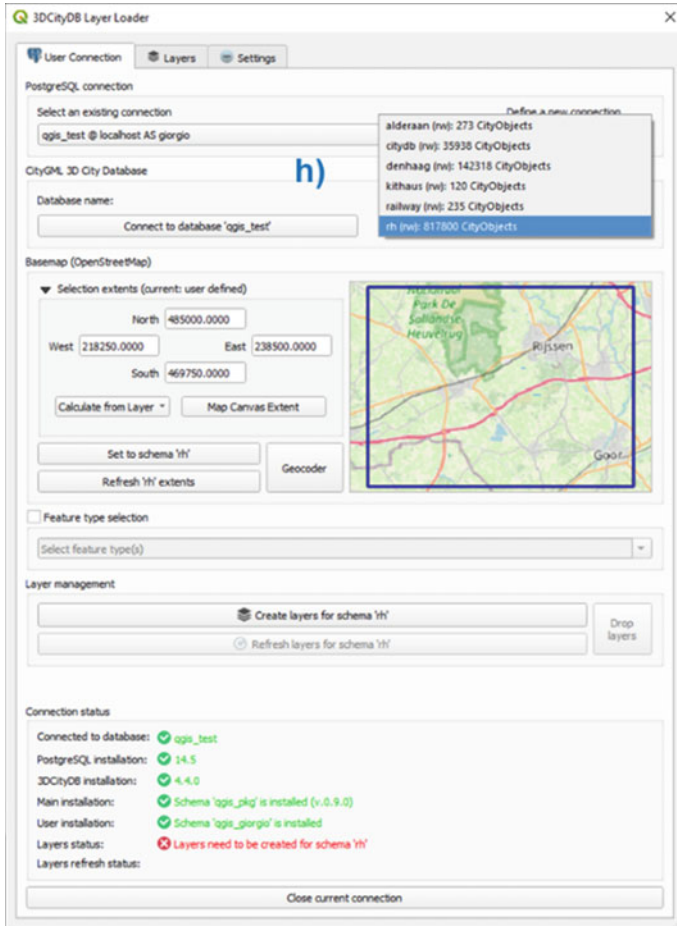 3DCityDB Layer Loader
User Connection Layers Settings
PostgreSQL connection
Select an existing connection Define a new connection
qgis_test @ localhost AS giorgio
alderaan (rw): 273 CityObjects
citydb (rw): 35938 CityObjects
denhaag (rw): 142318 CityObjects
kithaus (rw): 120 CityObjects
railway (rw): 235 CityObjects
rh (rw): 817800 CityObjects
h)
CityGML 3D City Database
Database name:
Connect to database 'qgis_test'
Basemap (OpenStreetMap)
Selection extents (current: user defined)
North 485000.0000
West 218250.0000 East 238500.0000
South 469750.0000
Calculate from Layer Map Canvas Extent
Set to schema 'rh'
Geocoder
Refresh 'rh' extents
Nationaal
Park De
Sallandse
Heuvelrug
Rijssen
Goor
Feature type selection
Select feature type(s)
Layer management
Create layers for schema 'rh'
Refresh layers for schema 'rh'
Drop
layers
Connection status
Connected to database: qgis_test
PostgreSQL installation: 14.5
3DCityDB installation: 4.4.0
Main installation: Schema 'qgis_pkg' is installed (v.0.9.0)
User installation: Schema 'qgis_giorgio' is installed
Layers status: Layers need to be created for schema 'rh'
Layers refresh status:
Close current connection